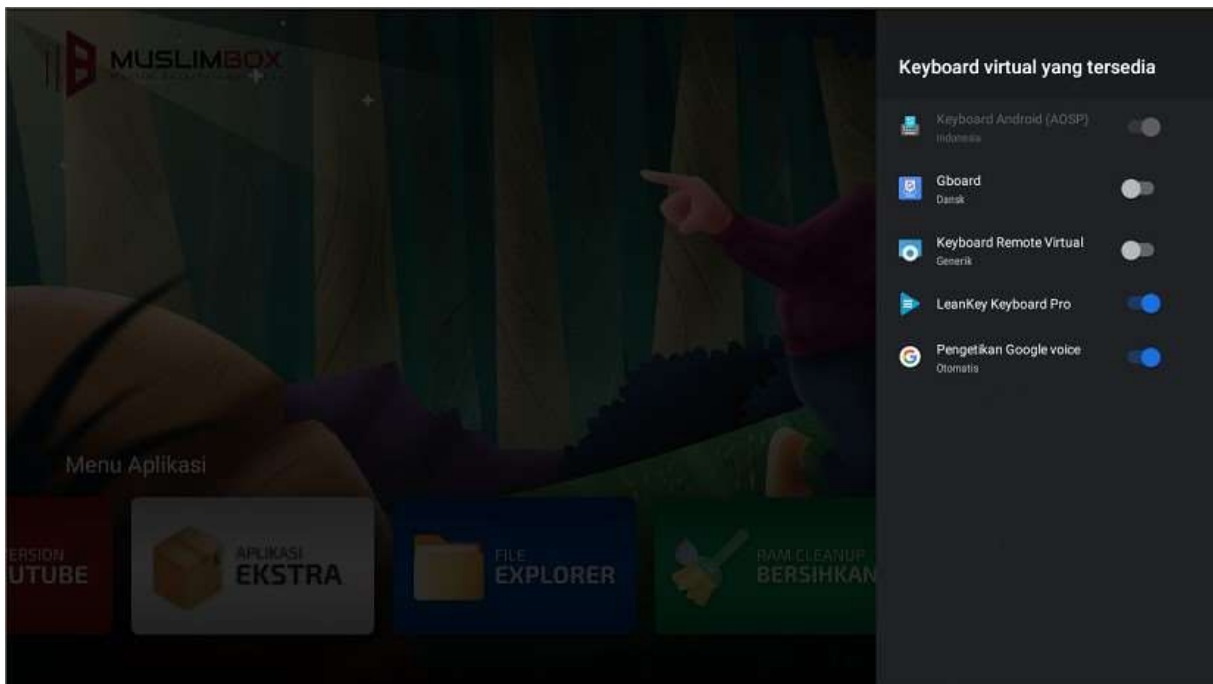 MUSLIMBOX
Keyboard virtual yang tersedia
Keyboard Android (AOSP)
Indonesia
Gboard
Dansk
Keyboard Remote Virtual
Generik
LeanKey Keyboard Pro
Pengetikan Google voice
Otomatis
Menu Aplikasi
UTUBE
APLIKASI
EKSTRA
FILE
EXPLORER
RAM CLEANUP
BERSIHKAN